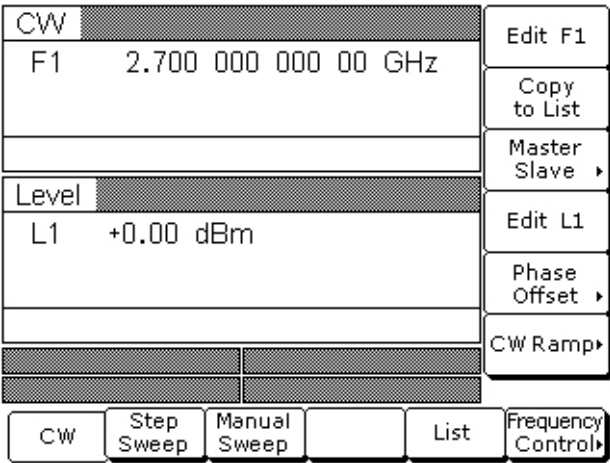 CW
F1 2.700 000 000 00 GHz
Level
L1 +0.00 dBm
Edit F1
Copy
to List
Master
Slave
Edit L1
Phase
Offset
CW Ramp
CW
Step
Sweep
Manual
Sweep
List
Frequency
Control